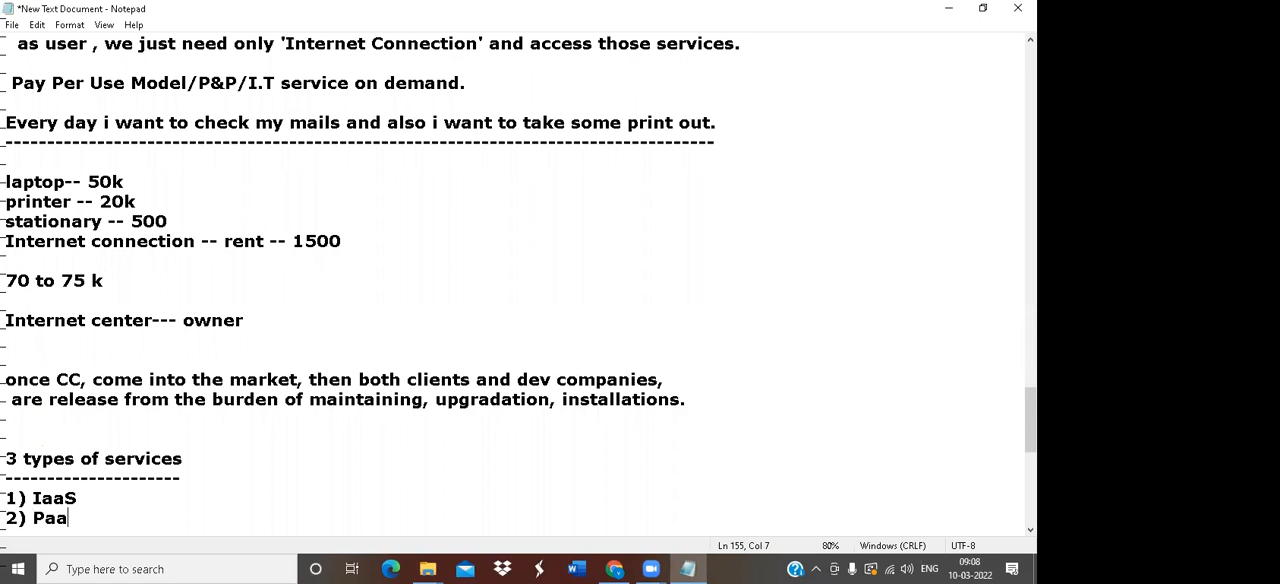 *New Text Document - Notepad
File Edit Format View Help
as user , we just need only 'Internet Connection' and access those services.
Pay Per Use Model/P&P/I.T service on demand.
Every day i want to check my mails and also i want to take some print out.
--------------------------------------------------------------------------------------
laptop-- 50k
printer -- 20k
stationary -- 500
Internet connection -- rent -- 1500
70 to 75 k
Internet center--- owner
once CC, come into the market, then both clients and dev companies,
are release from the burden of maintaining, upgradation, installations.
3 types of services
---------------------
1) IaaS
2) Paa
Ln 155, Col 7 80% Windows (CRLF) UTF-8
Type here to search
ENG
09:08
10-03-2022